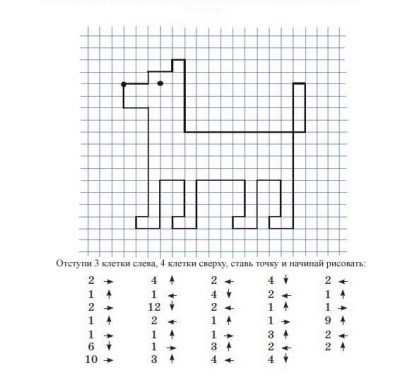 Отступи 3 клетки слева, 4 клетки сверху, ставь точку и начинай рисовать:
2 → 4 ↑ 2 ← 4 ↓ 2 ←
1 ↑ 1 ← 4 ↓ 2 ← 1 ↑
2 → 12 ↓ 2 ← 1 ↑ 1 →
1 ↑ 2 ← 1 ↑ 1 → 9 ↑
1 → 1 ↑ 1 → 3 ↑ 2 ←
6 ↓ 1 → 3 ↑ 2 ← 2 ↑
10 → 3 ↑ 4 ← 4 ↓